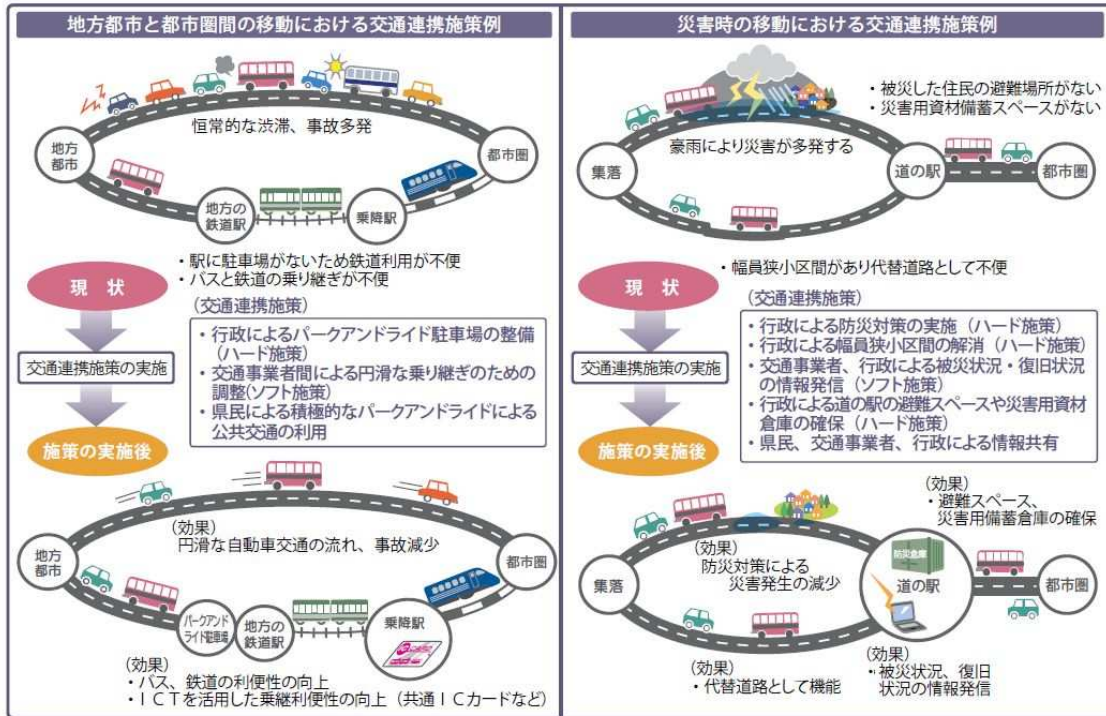 地方都市と都市圏間の移動における交通連携施策例
恒常的な渋滞、事故多発
地方
都市
都市圏
地方の
鉄道駅
乗降駅
・駅に駐車場がないため鉄道利用が不便
・バスと鉄道の乗り継ぎが不便
現 状
(交通連携施策)
・行政によるパークアンドライド駐車場の整備
(ハード施策)
・交通事業者間による円滑な乗り継ぎのための
調整(ソフト施策)
・県民による積極的なパークアンドライドによる
公共交通の利用
交通連携施策の実施
施策の実施後
(効果)
円滑な自動車交通の流れ、事故減少
地方
都市
都市圏
パークアンド
ライド駐車場
地方の
鉄道駅
乗降駅
(効果)
・バス、鉄道の利便性の向上
・ICTを活用した乗継利便性の向上(共通ICカードなど)
災害時の移動における交通連携施策例
・被災した住民の避難場所がない
・災害用資材備蓄スペースがない
豪雨により災害が多発する
集落
道の駅
都市圏
・幅員狭小区間があり代替道路として不便
現 状
(交通連携施策)
・行政による防災対策の実施(ハード施策)
・行政による幅員狭小区間の解消(ハード施策)
・交通事業者、行政による被災状況・復旧状況
の情報発信(ソフト施策)
・行政による道の駅の避難スペースや災害用資材
倉庫の確保(ハード施策)
・県民、交通事業者、行政による情報共有
交通連携施策の実施
施策の実施後
(効果)
・避難スペース、
災害用備蓄倉庫の確保
(効果)
防災対策による
災害発生の減少
集落
防災倉庫
道の駅
都市圏
(効果)
・代替道路として機能
(効果)
・被災状況、復旧
状況の情報発信